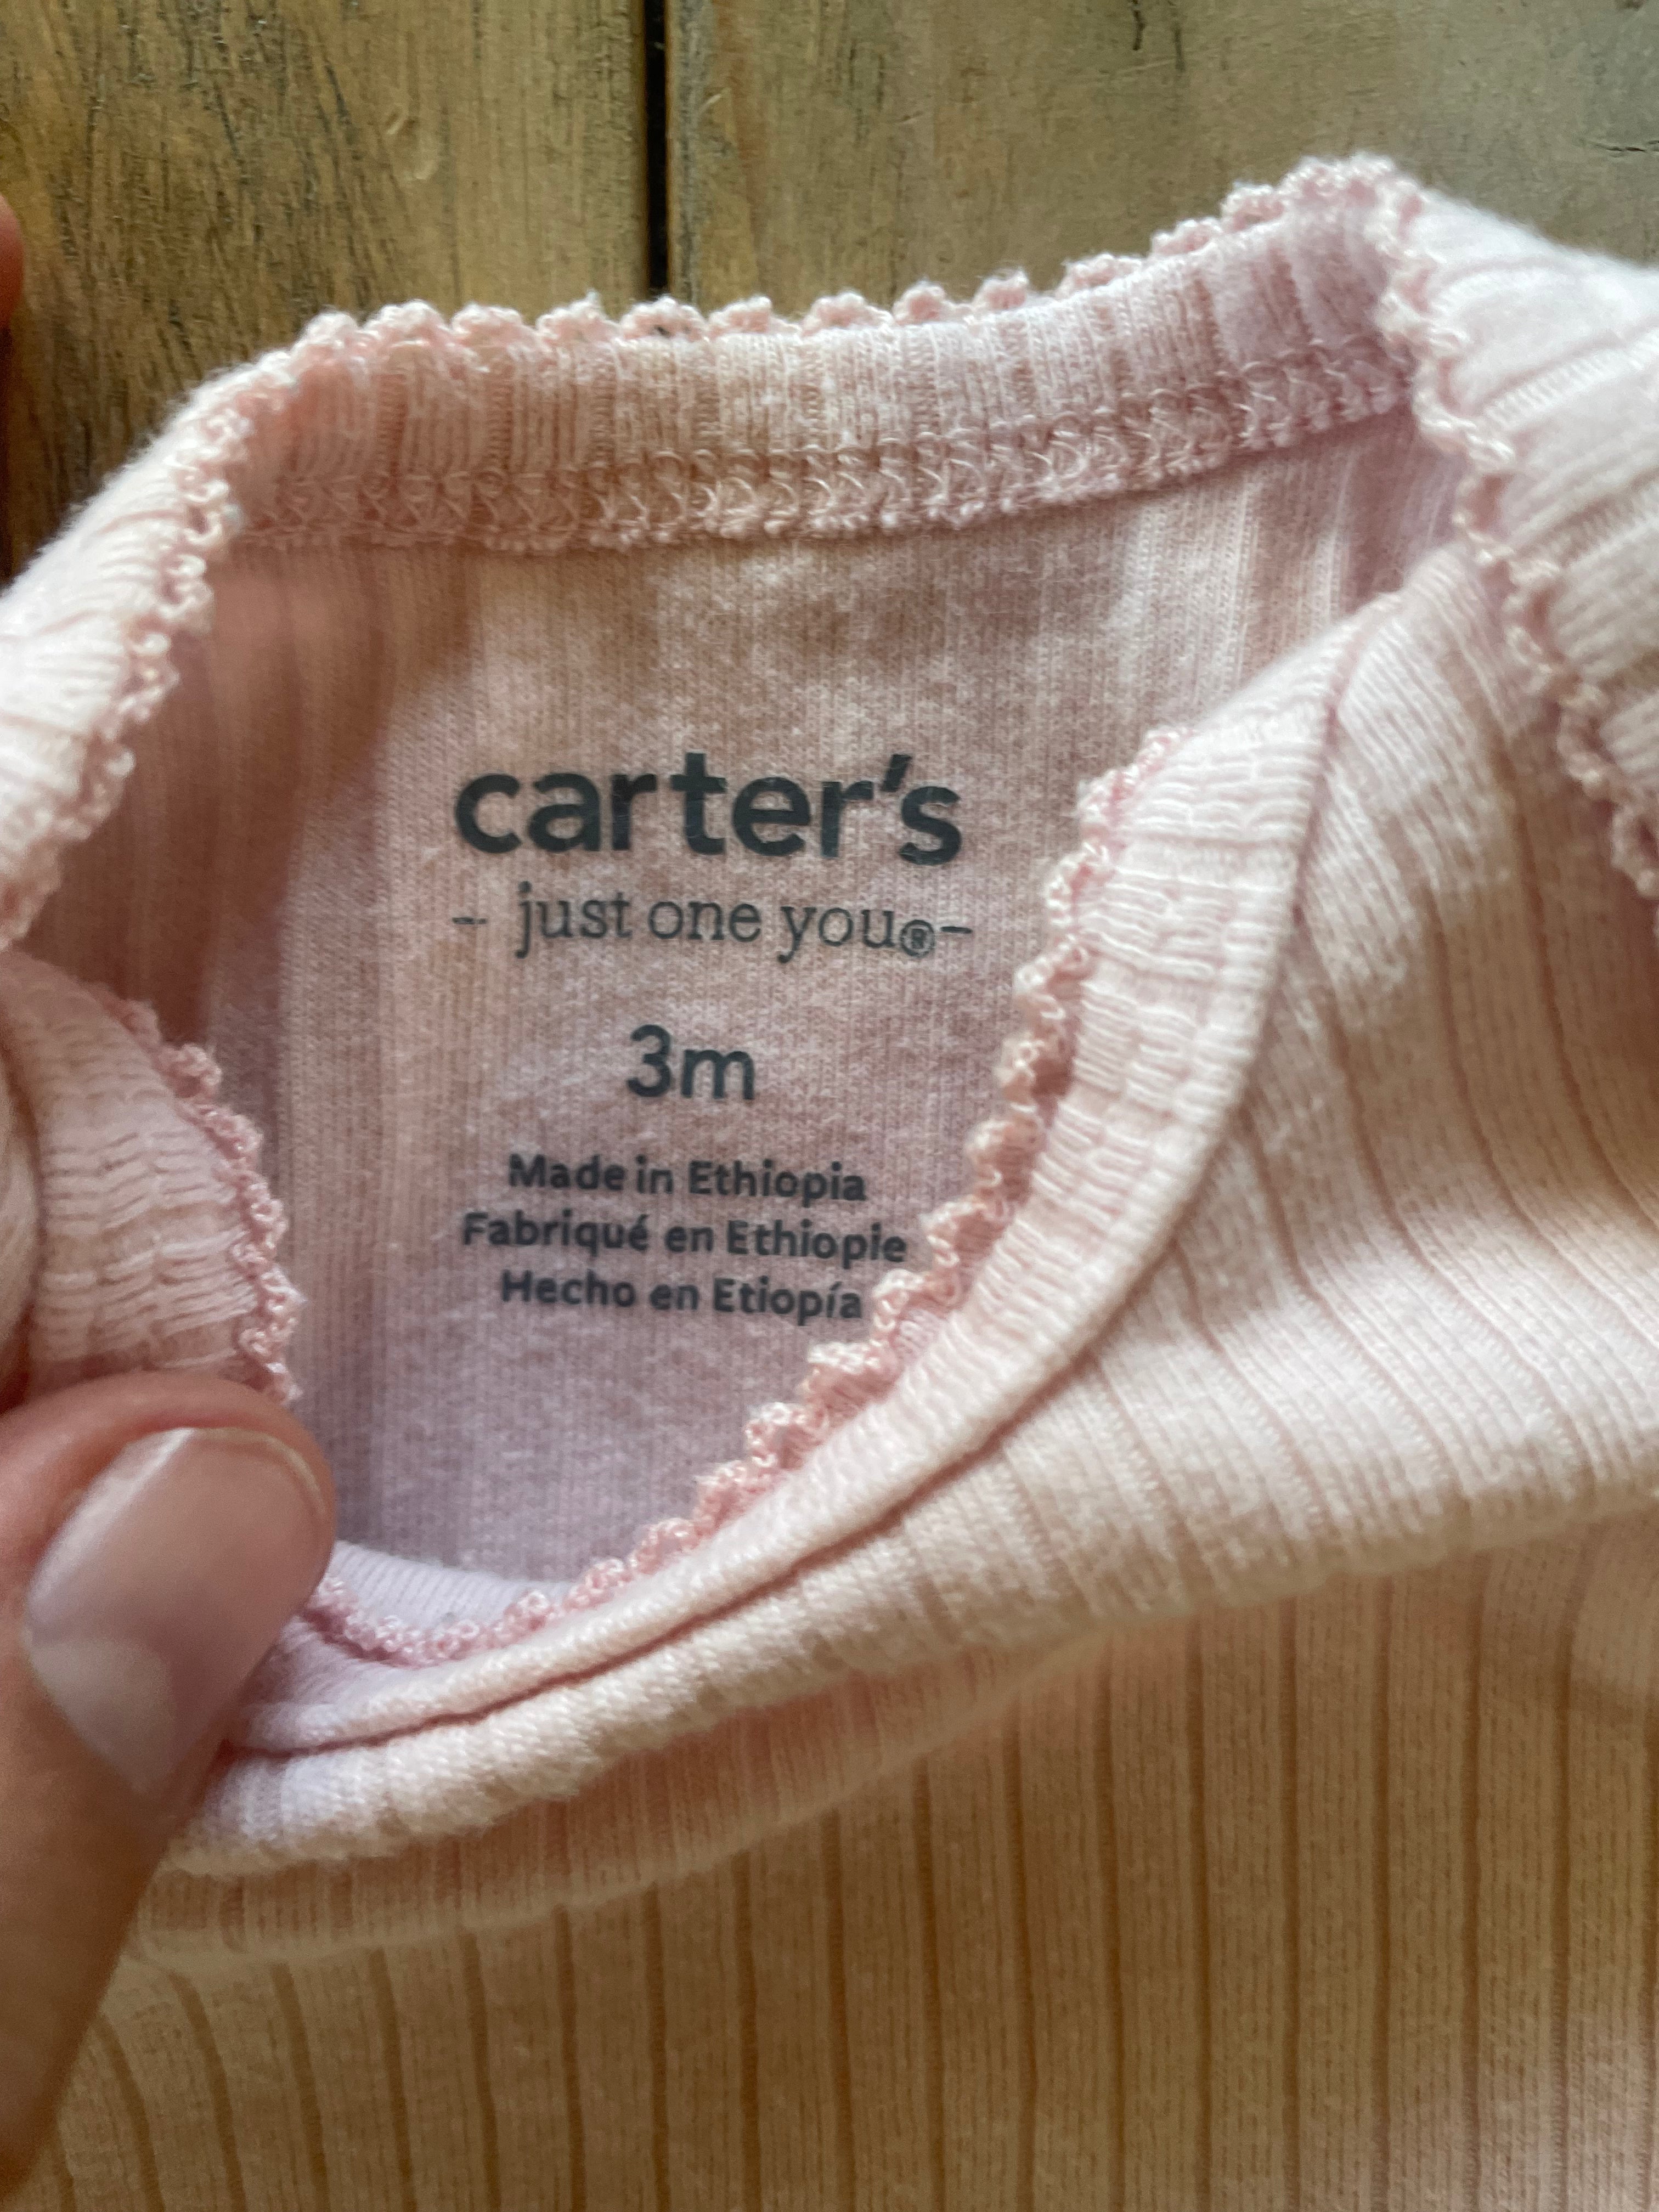 carter's
- just one you® -
3m
Made in Ethiopia
Fabriqué en Ethiopie
Hecho en Etiopía